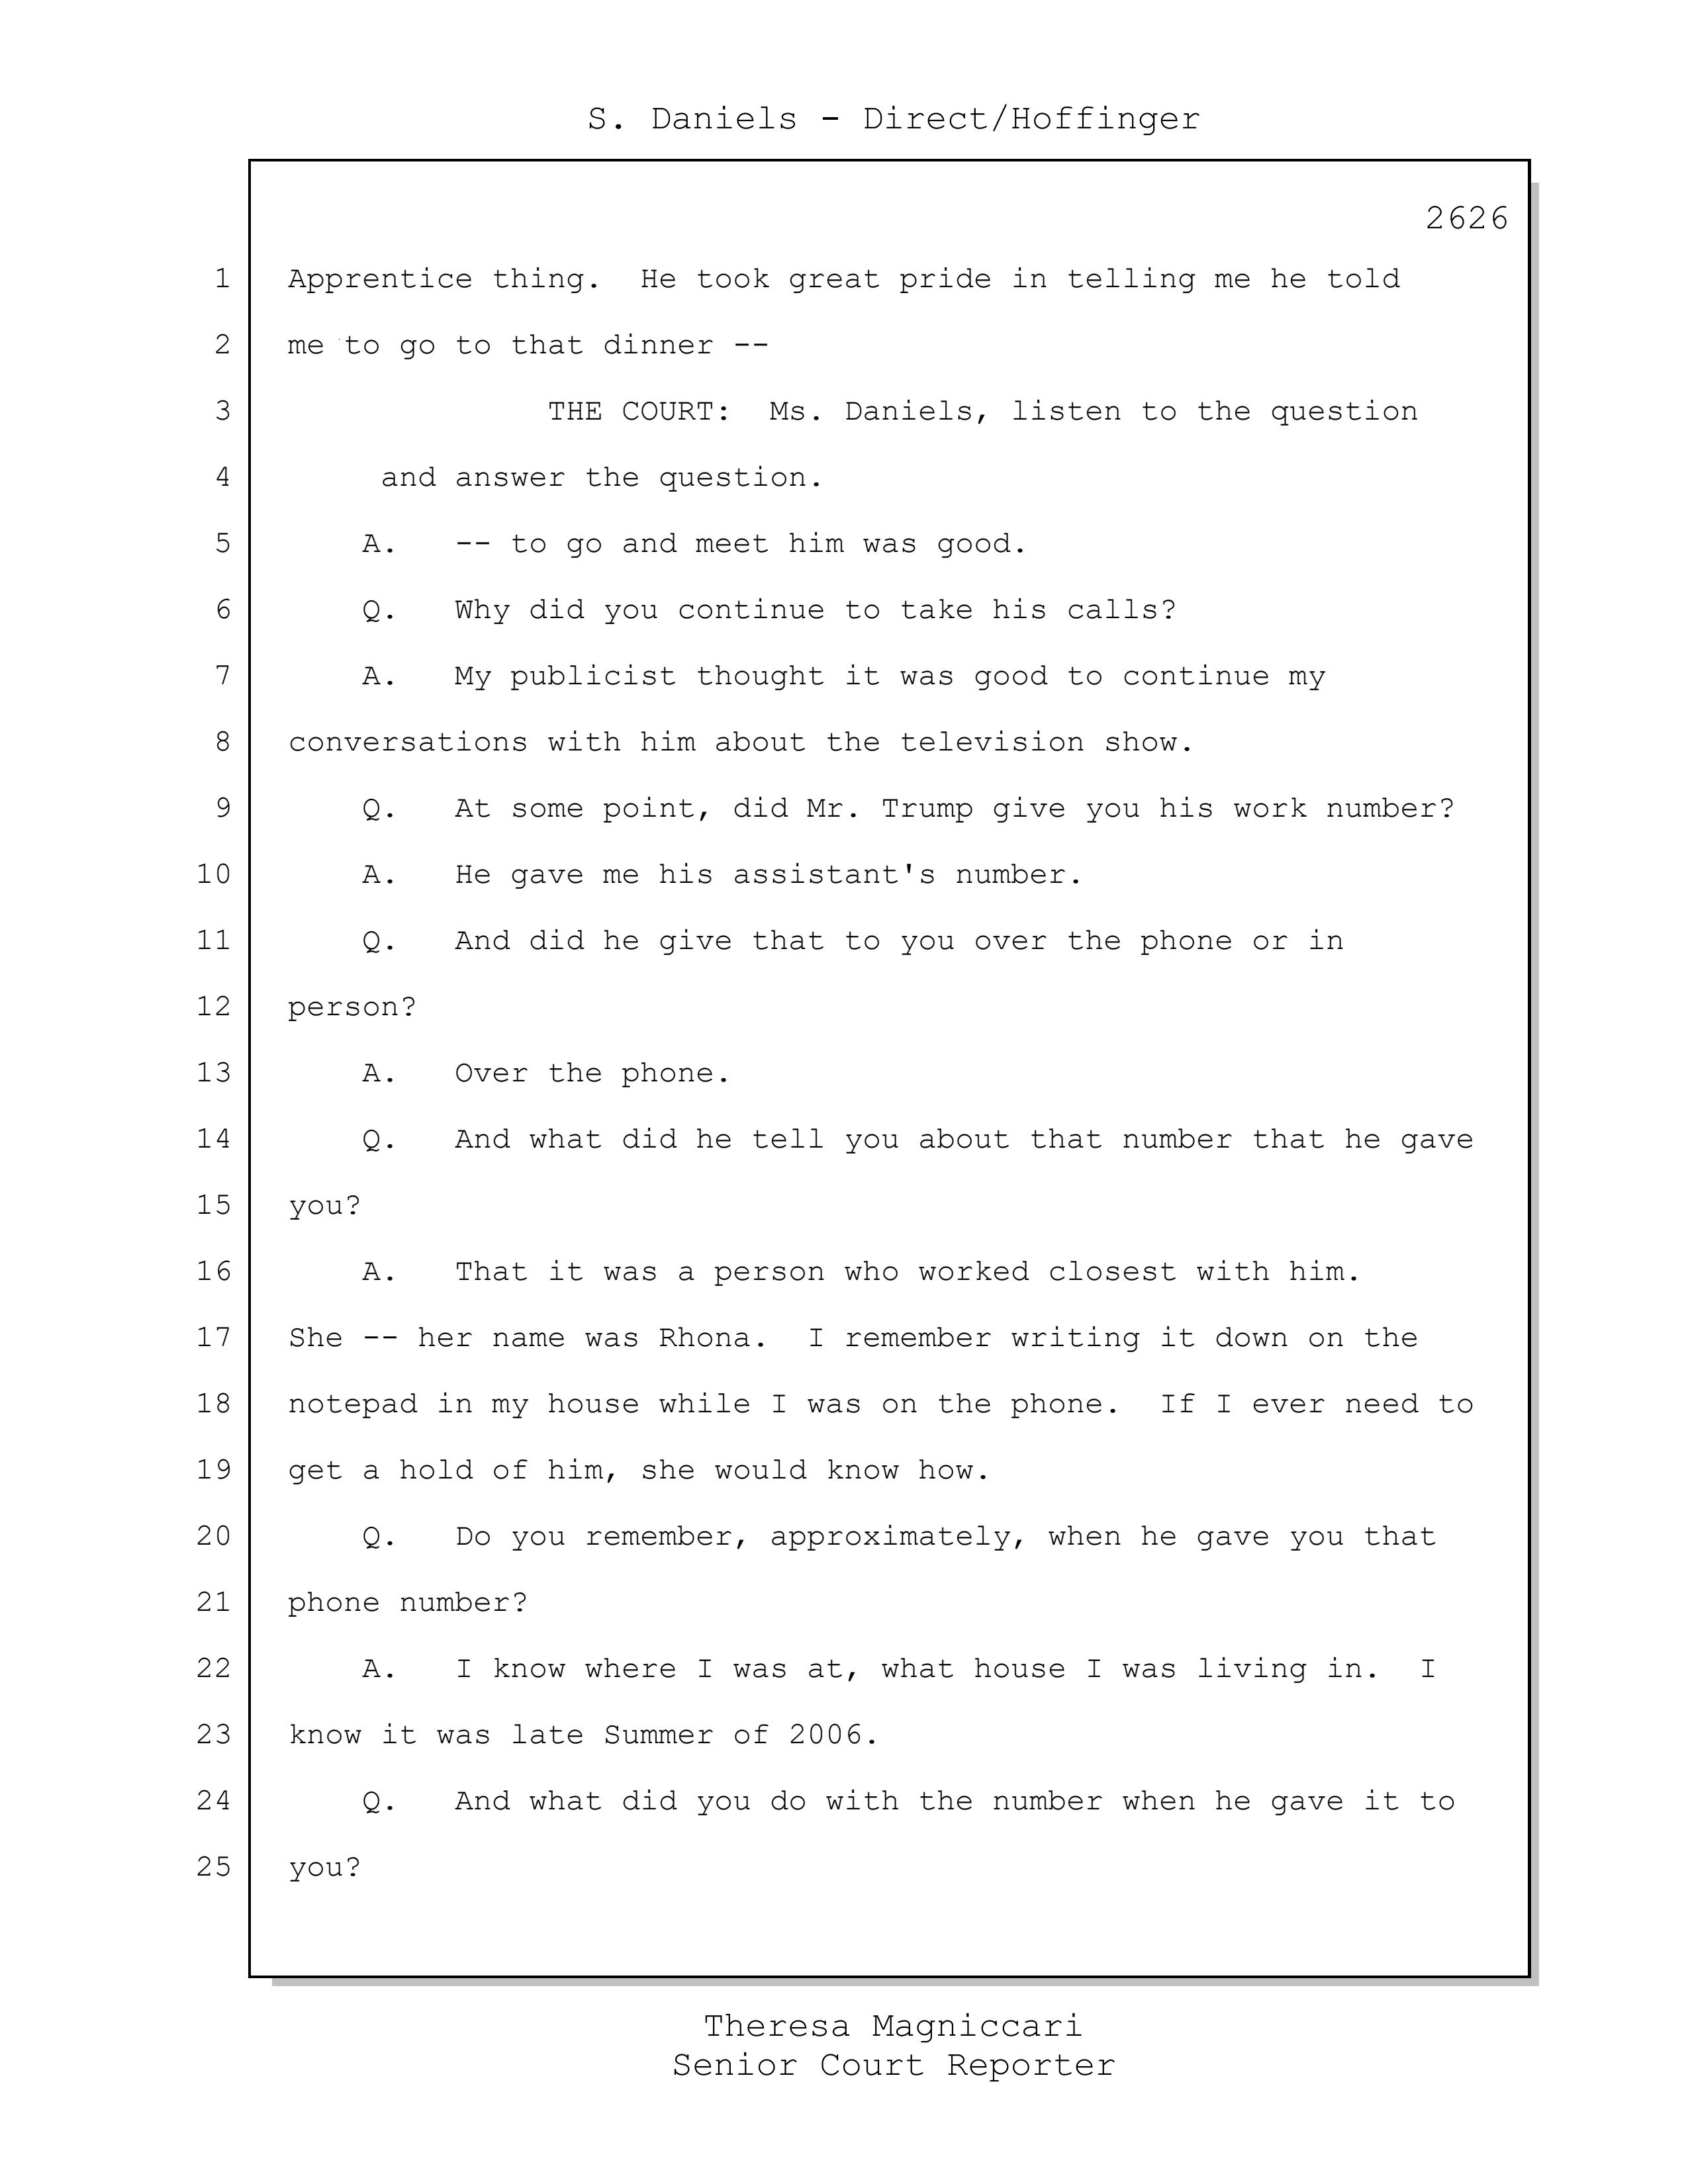 S. Daniels - Direct/Hoffinger
2626
1 Apprentice thing.  He took great pride in telling me he told
2 me to go to that dinner --
3 THE COURT:  Ms. Daniels, listen to the question
4 and answer the question.
5 A.   -- to go and meet him was good.
6 Q.   Why did you continue to take his calls?
7 A.   My publicist thought it was good to continue my
8 conversations with him about the television show.
9 Q.   At some point, did Mr. Trump give you his work number?
10 A.   He gave me his assistant's number.
11 Q.   And did he give that to you over the phone or in
12 person?
13 A.   Over the phone.
14 Q.   And what did he tell you about that number that he gave
15 you?
16 A.   That it was a person who worked closest with him.
17 She -- her name was Rhona.  I remember writing it down on the
18 notepad in my house while I was on the phone.  If I ever need to
19 get a hold of him, she would know how.
20 Q.   Do you remember, approximately, when he gave you that
21 phone number?
22 A.   I know where I was at, what house I was living in.  I
23 know it was late Summer of 2006.
24 Q.   And what did you do with the number when he gave it to
25 you?
Theresa Magniccari
Senior Court Reporter